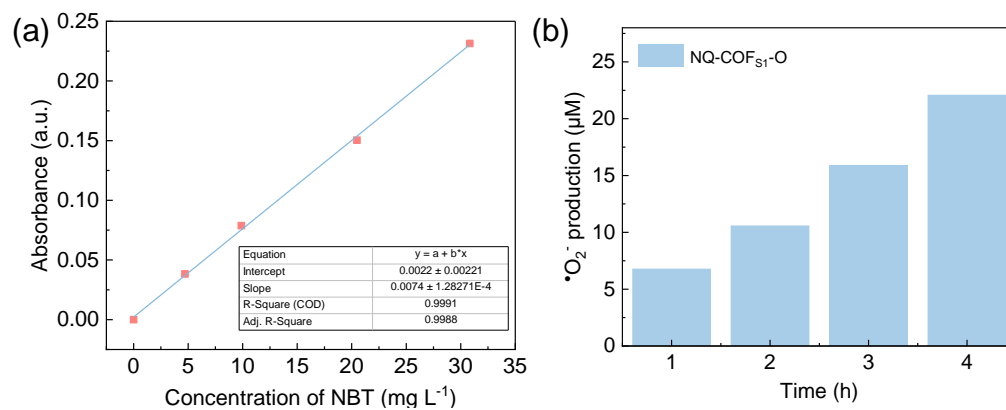 (a)
Absorbance (a.u.)
0.25
0.20
0.15
0.10
0.05
0.00
Equation y = a + b*x
Intercept 0.0022 ± 0.00221
Slope 0.0074 ± 1.28271E-4
R-Square (COD) 0.9991
Adj. R-Square 0.9988
0 5 10 15 20 25 30 35
Concentration of NBT (mg L⁻¹)
(b)
•O₂⁻ production (μM)
25
20
15
10
5
0
NQ-COF_S1-O
1 2 3 4
Time (h)